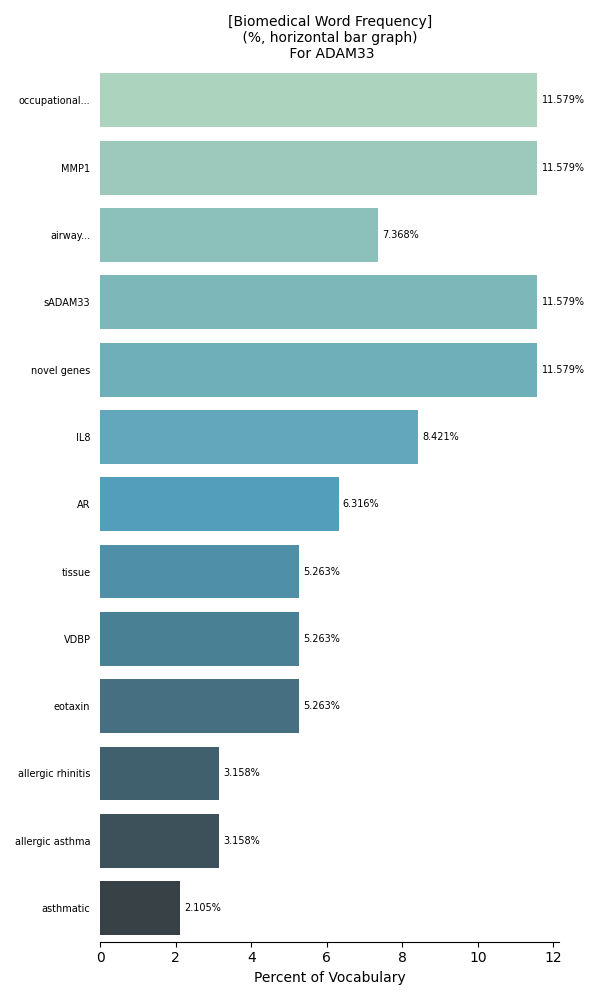 [Biomedical Word Frequency]
(%, horizontal bar graph)
For ADAM33
occupational... 11.579%
MMP1 11.579%
airway... 7.368%
sADAM33 11.579%
novel genes 11.579%
IL8 8.421%
AR 6.316%
tissue 5.263%
VDBP 5.263%
eotaxin 5.263%
allergic rhinitis 3.158%
allergic asthma 3.158%
asthmatic 2.105%
0 2 4 6 8 10 12
Percent of Vocabulary